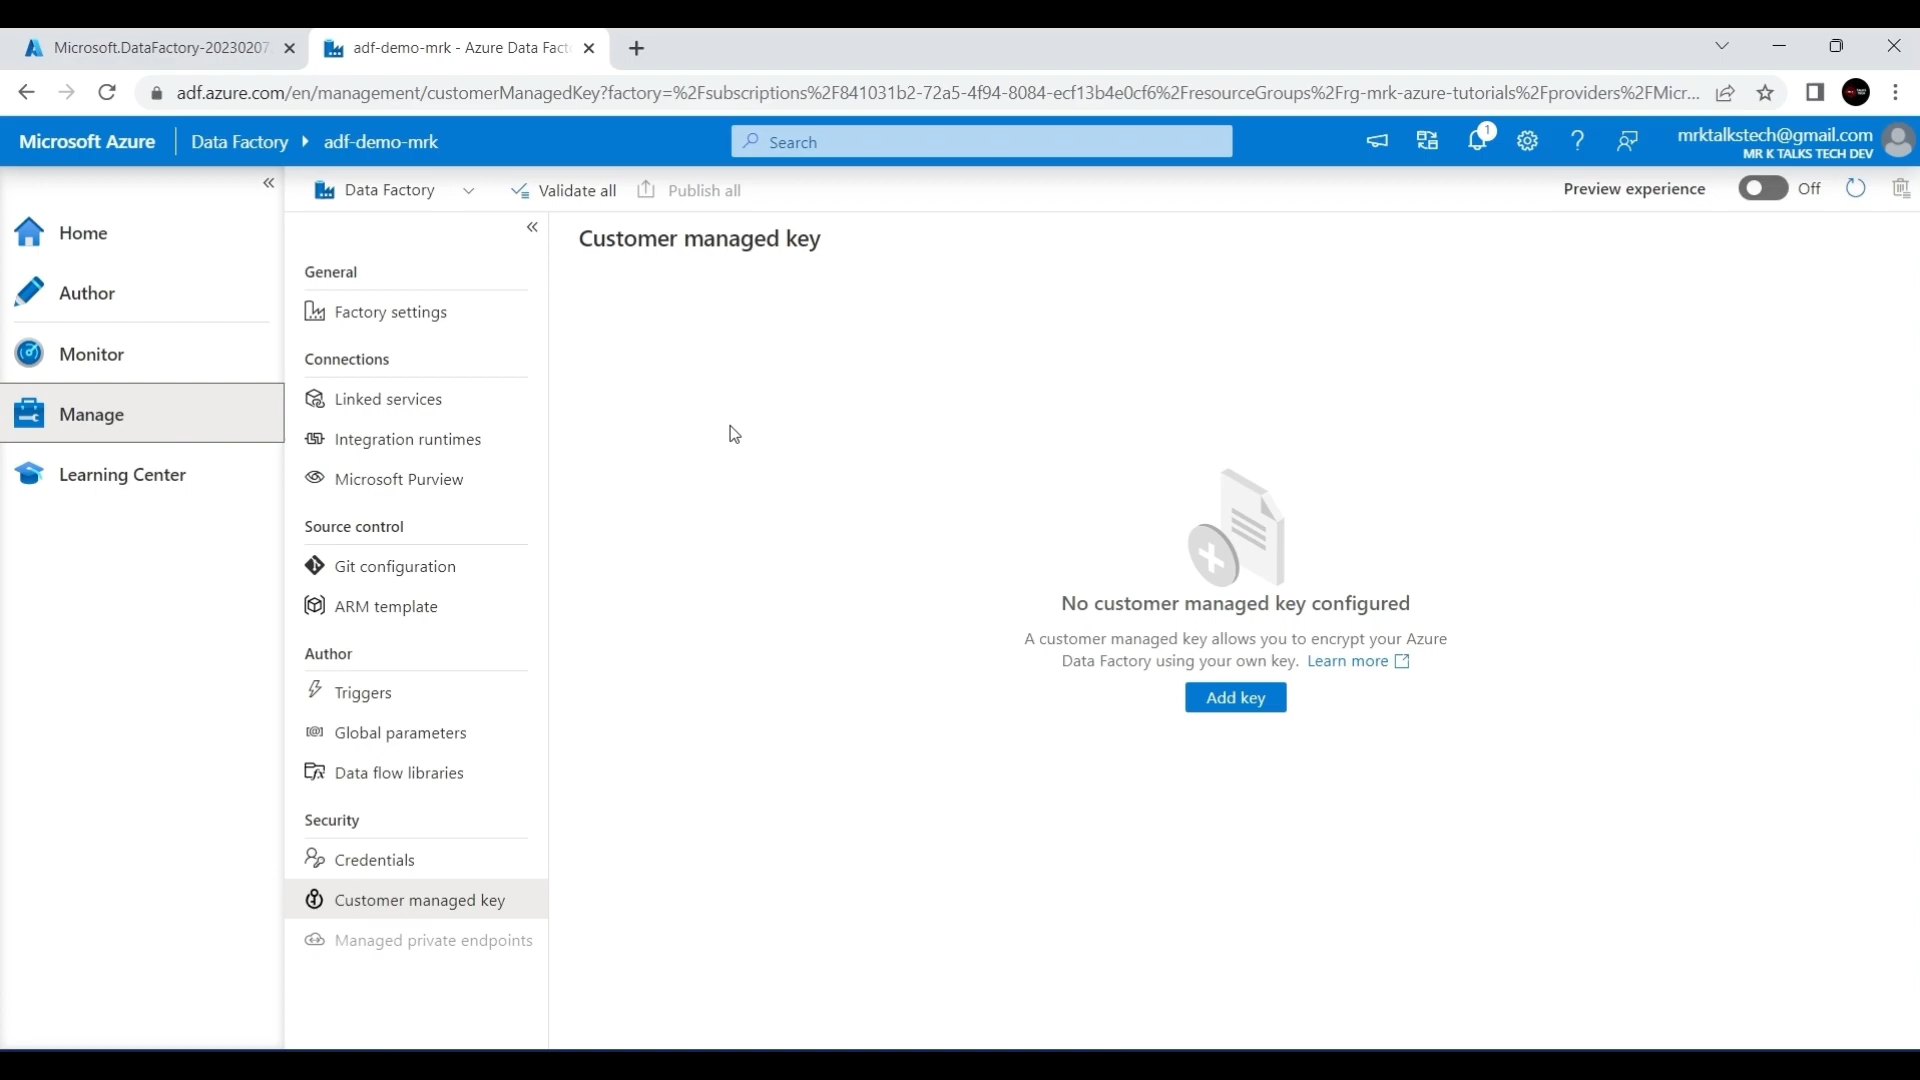 Microsoft.DataFactory-20230207
adf-demo-mrk - Azure Data Fact
adf.azure.com/en/management/customerManagedKey?factory=%2Fsubscriptions%2F841031b2-72a5-4f94-8084-ecf13b4e0cf6%2FresourceGroups%2Frg-mrk-azure-tutorials%2Fproviders%2FMicr...
Microsoft Azure
Data Factory
adf-demo-mrk
Search
1
mrktalkstech@gmail.com
MR K TALKS TECH DEV
Data Factory
Validate all
Publish all
Preview experience
Off
Home
Author
Monitor
Manage
Learning Center
General
Factory settings
Connections
Linked services
Integration runtimes
Microsoft Purview
Source control
Git configuration
ARM template
Author
Triggers
Global parameters
Data flow libraries
Security
Credentials
Customer managed key
Managed private endpoints
Customer managed key
No customer managed key configured
A customer managed key allows you to encrypt your Azure
Data Factory using your own key. Learn more
Add key